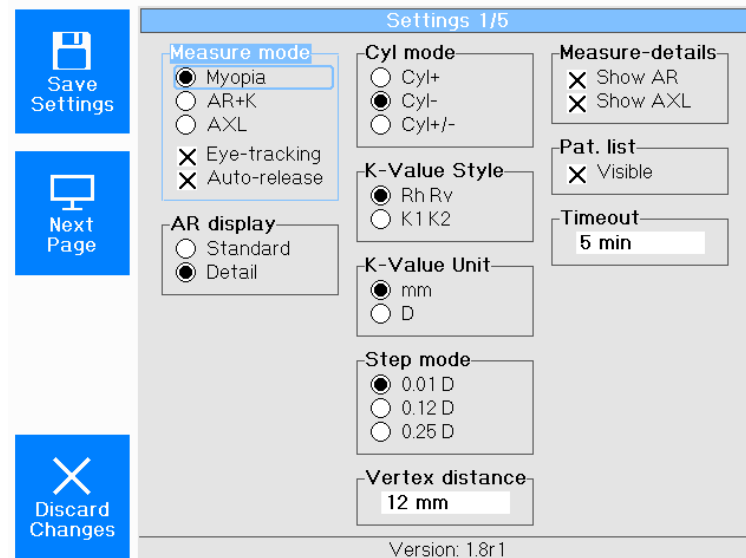 Settings 1/5
Save
Settings
Next
Page
Discard
Changes
Measure mode
Myopia
AR+K
AXL
Eye-tracking
Auto-release
AR display
Standard
Detail
Cyl mode
Cyl+
Cyl-
Cyl+/-
K-Value Style
Rh Rv
K1 K2
K-Value Unit
mm
D
Step mode
0.01 D
0.12 D
0.25 D
Vertex distance
12 mm
Measure-details
Show AR
Show AXL
Pat. list
Visible
Timeout
5 min
Version: 1.8r1